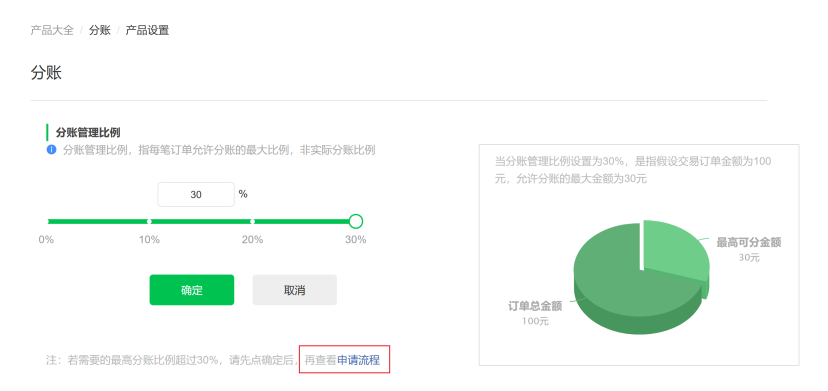 产品大全 / 分账 / 产品设置
分账
分账管理比例
分账管理比例，指每笔订单允许分账的最大比例，非实际分账比例
30 %
0% 10% 20% 30%
确定 取消
注：若需要的最高分账比例超过30%，请先点确定后，再查看申请流程
当分账管理比例设置为30%，是指假设交易订单金额为100
元，允许分账的最大金额为30元
最高可分金额
30元
订单总金额
100元